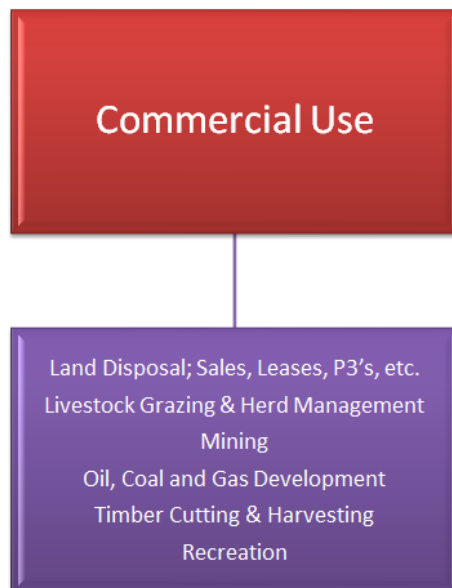 Commercial Use
Land Disposal; Sales, Leases, P3's, etc.
Livestock Grazing & Herd Management
Mining
Oil, Coal and Gas Development
Timber Cutting & Harvesting
Recreation